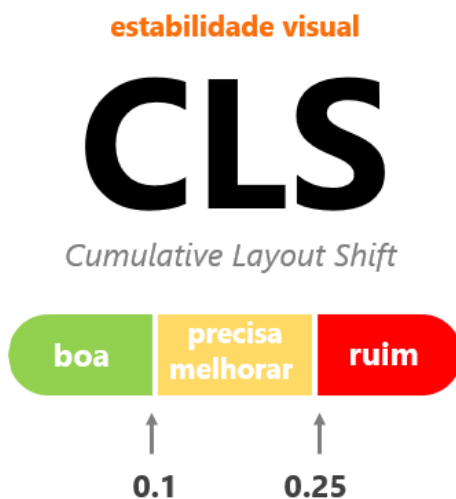 estabilidade visual
CLS
Cumulative Layout Shift
boa
precisa
melhorar
ruim
0.1
0.25